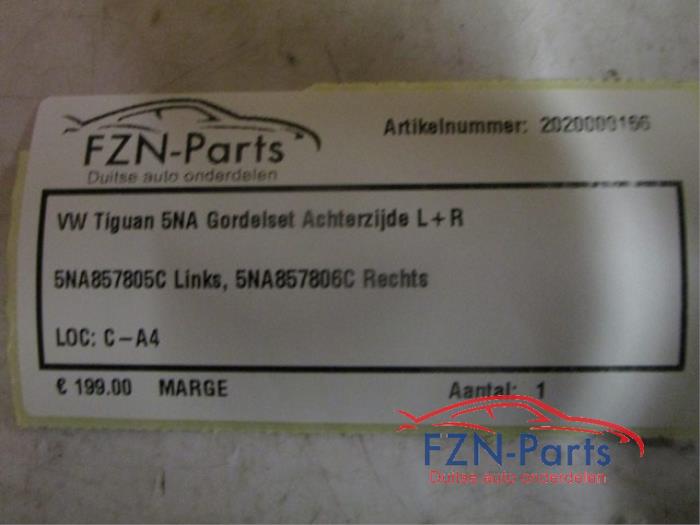 FZN-Parts
Duitse auto onderdelen
Artikelnummer: 2020000166
VW Tiguan 5NA Gordelset Achterzijde L+R
5NA857805C Links, 5NA857806C Rechts
LOC: C-A4
€ 199.00 MARGE Aantal: 1
FZN-Parts
Duitse auto onderdelen